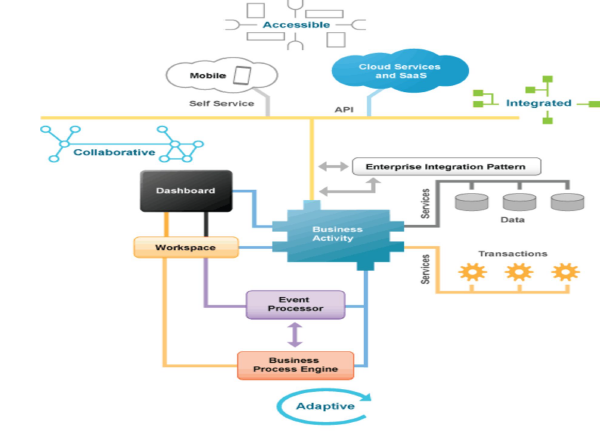 Accessible
Mobile
Cloud Services
and SaaS
Self Service
API
Integrated
Collaborative
Enterprise Integration Pattern
Dashboard
Services
Data
Business
Activity
Workspace
Services
Transactions
Event
Processor
Business
Process Engine
Adaptive